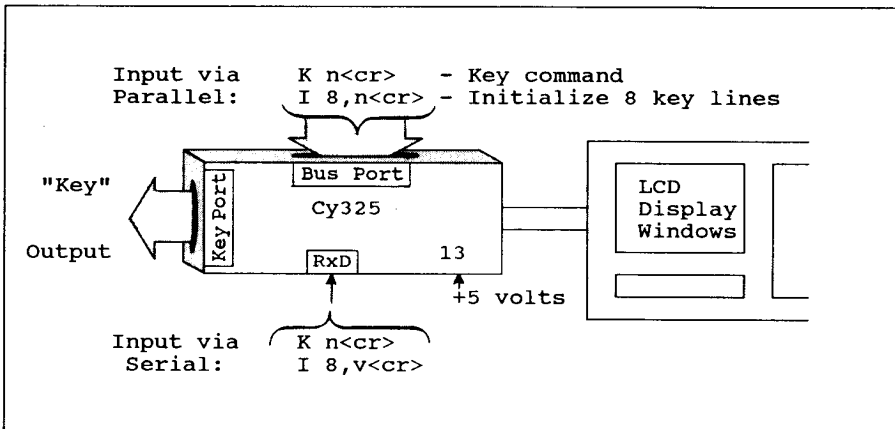 Input via K n<cr> - Key command
Parallel: I 8,n<cr> - Initialize 8 key lines
Bus Port
"Key"
Output
Key Port
Cy325
RxD
13
+5 volts
LCD
Display
Windows
Input via K n<cr>
Serial: I 8,v<cr>